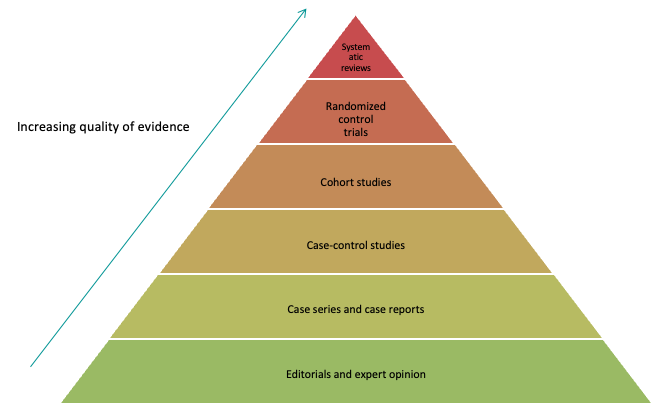 System
atic
reviews
Randomized
control
trials
Increasing quality of evidence
Cohort studies
Case-control studies
Case series and case reports
Editorials and expert opinion